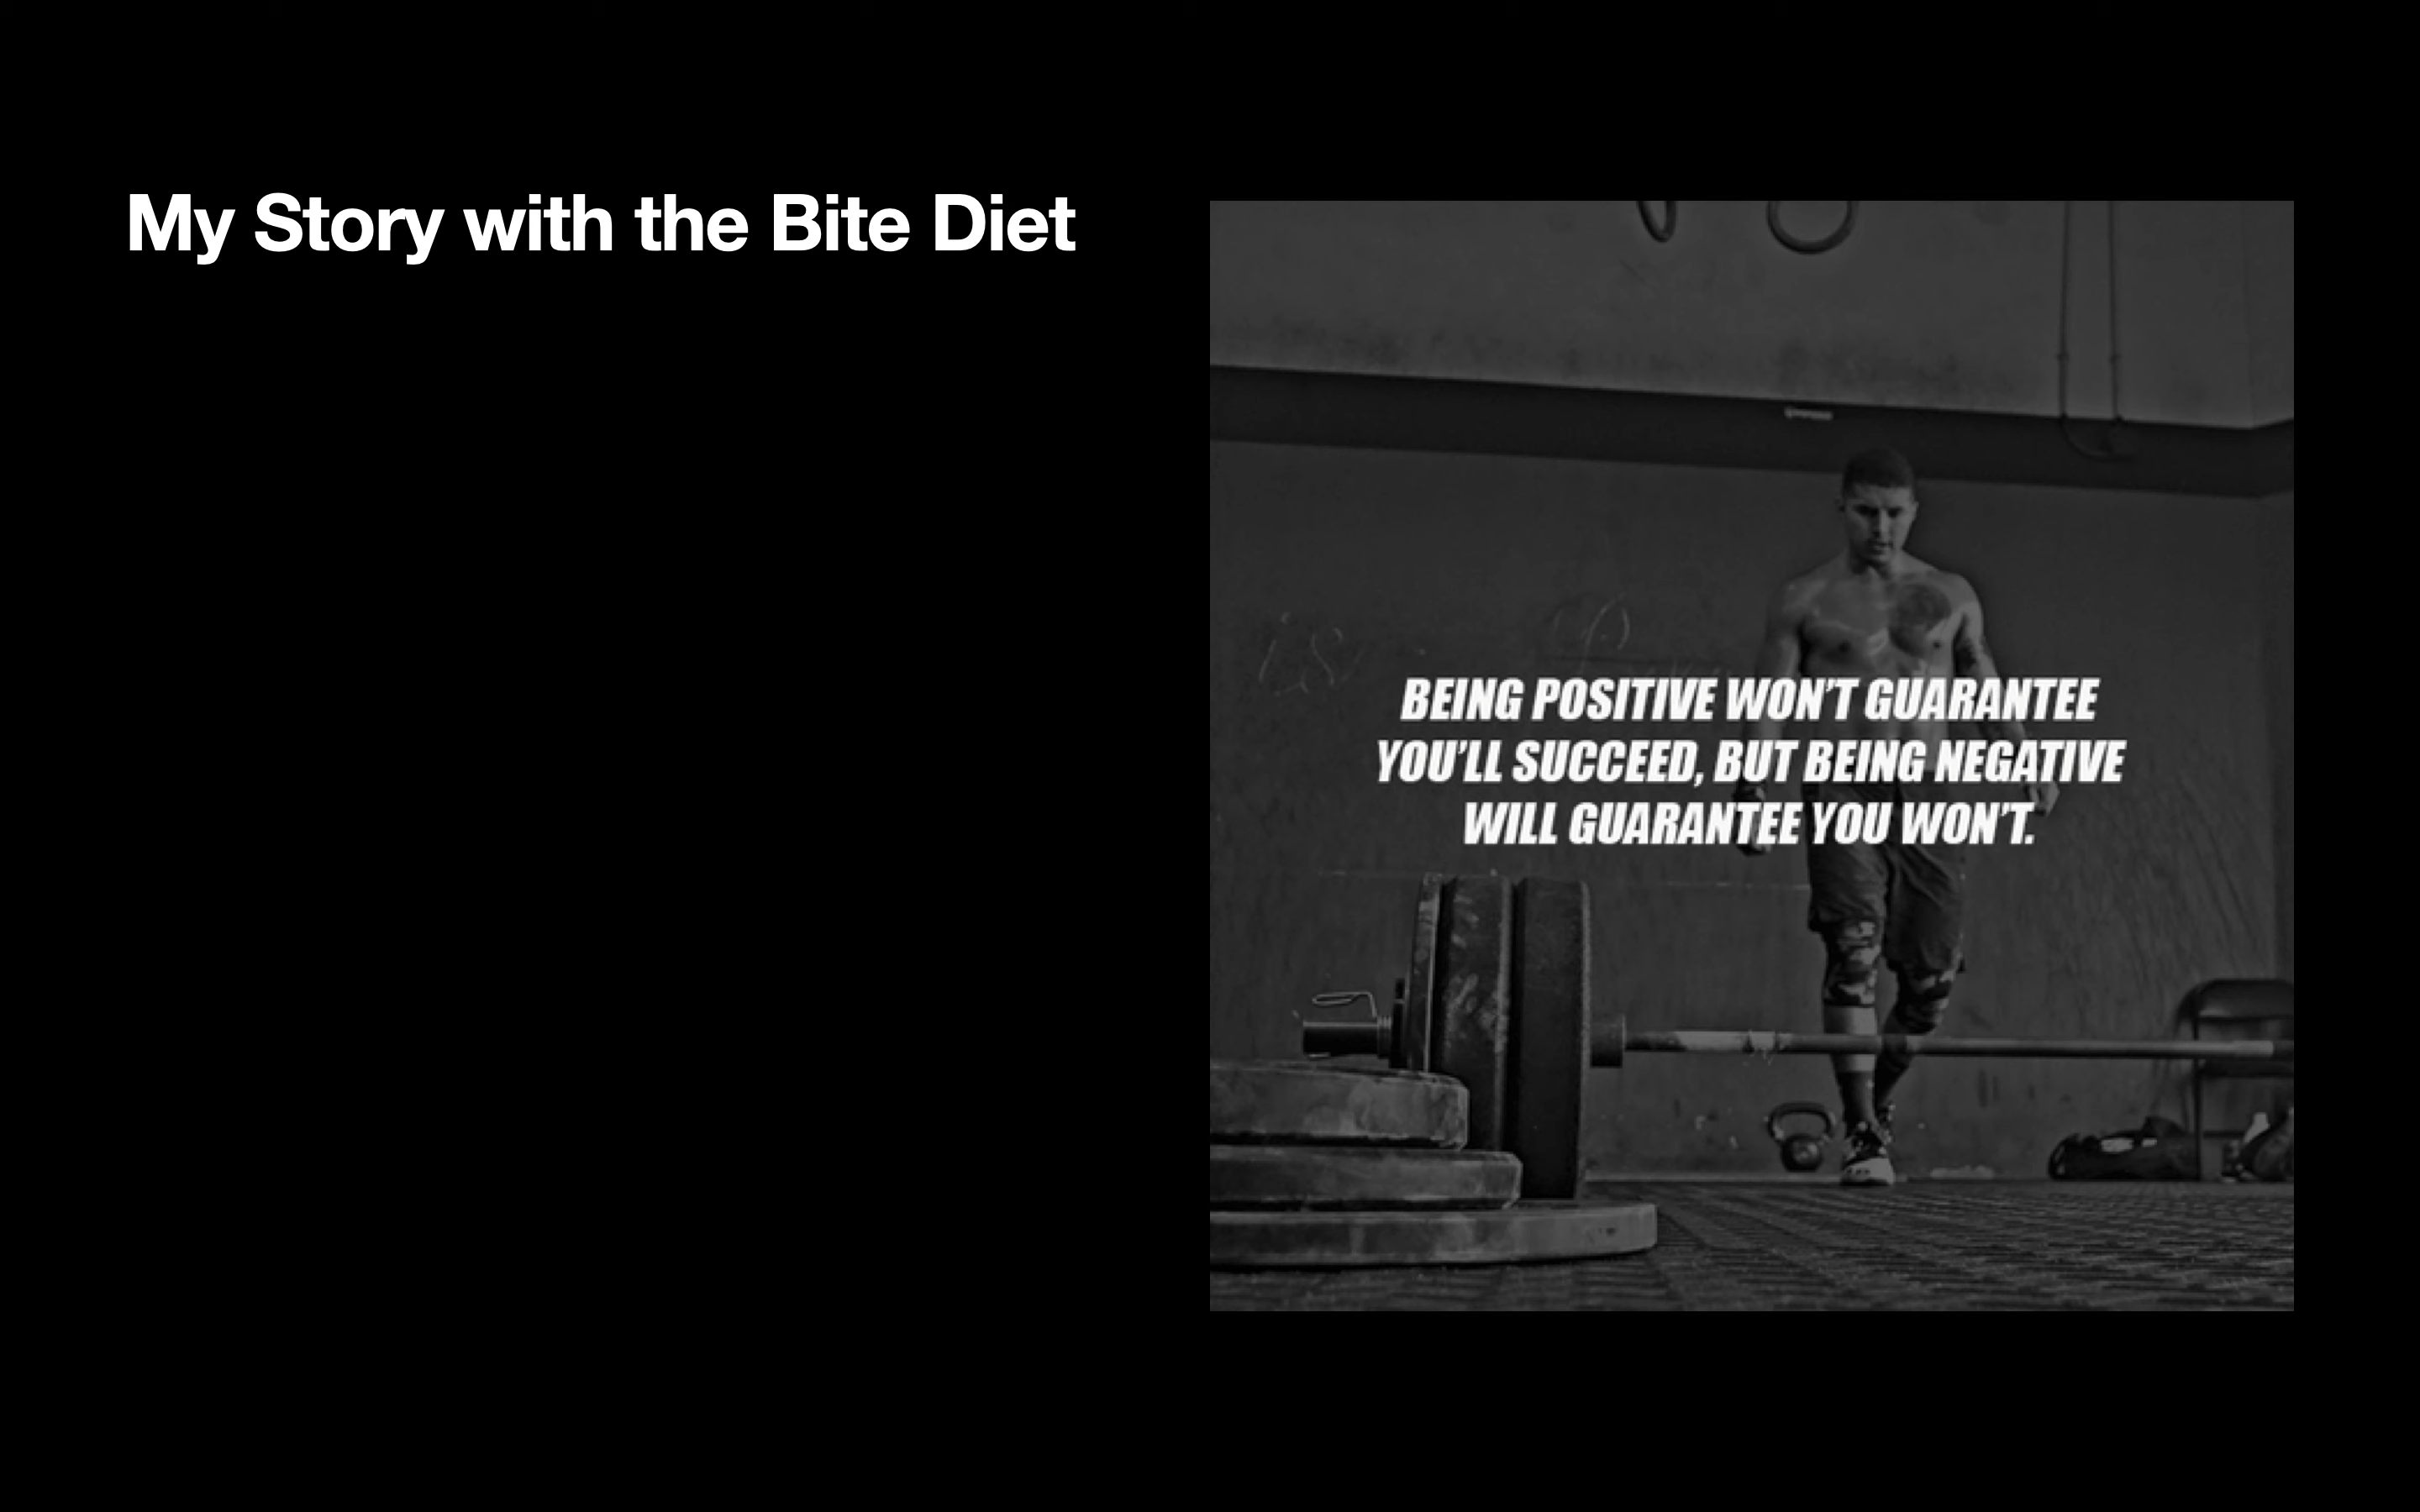 My Story with the Bite Diet
BEING POSITIVE WON'T GUARANTEE
YOU'LL SUCCEED, BUT BEING NEGATIVE
WILL GUARANTEE YOU WON'T.